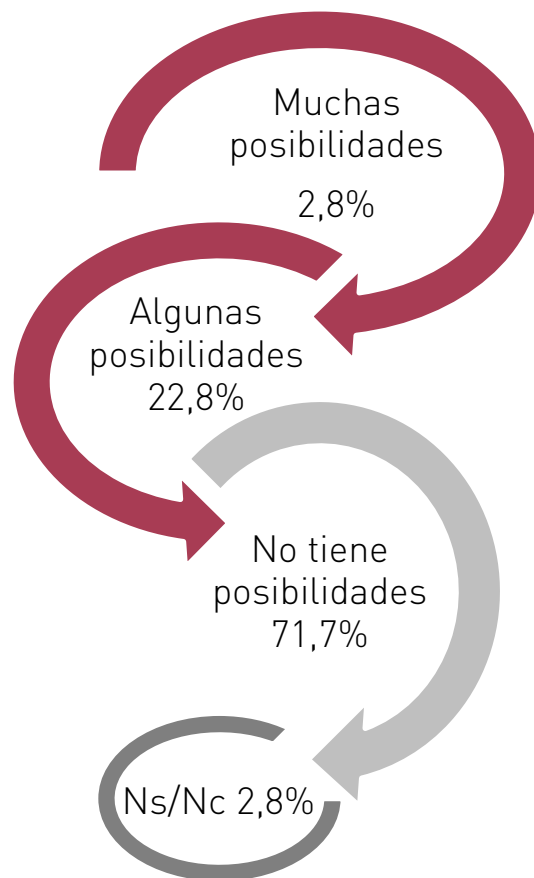 Muchas
posibilidades
2,8%
Algunas
posibilidades
22,8%
No tiene
posibilidades
71,7%
Ns/Nc 2,8%